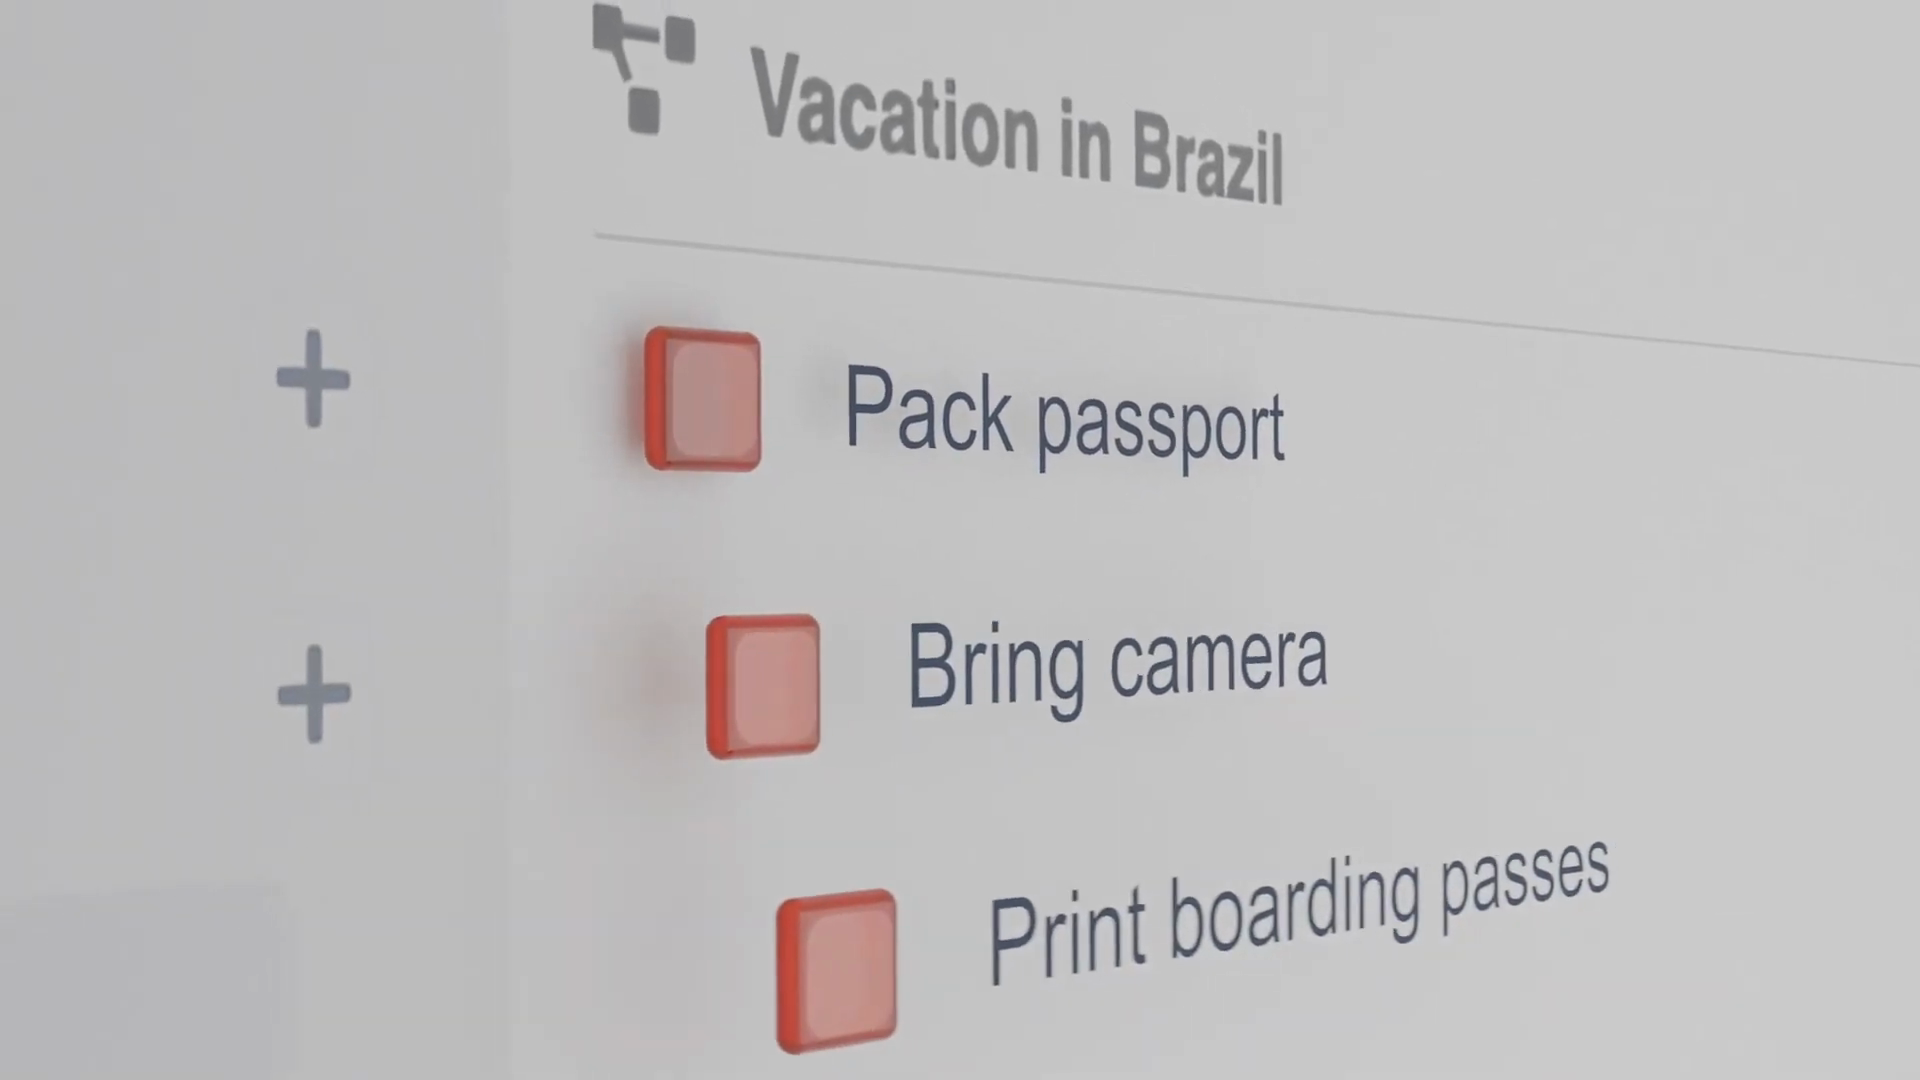 Vacation in Brazil
Pack passport
Bring camera
Print boarding passes